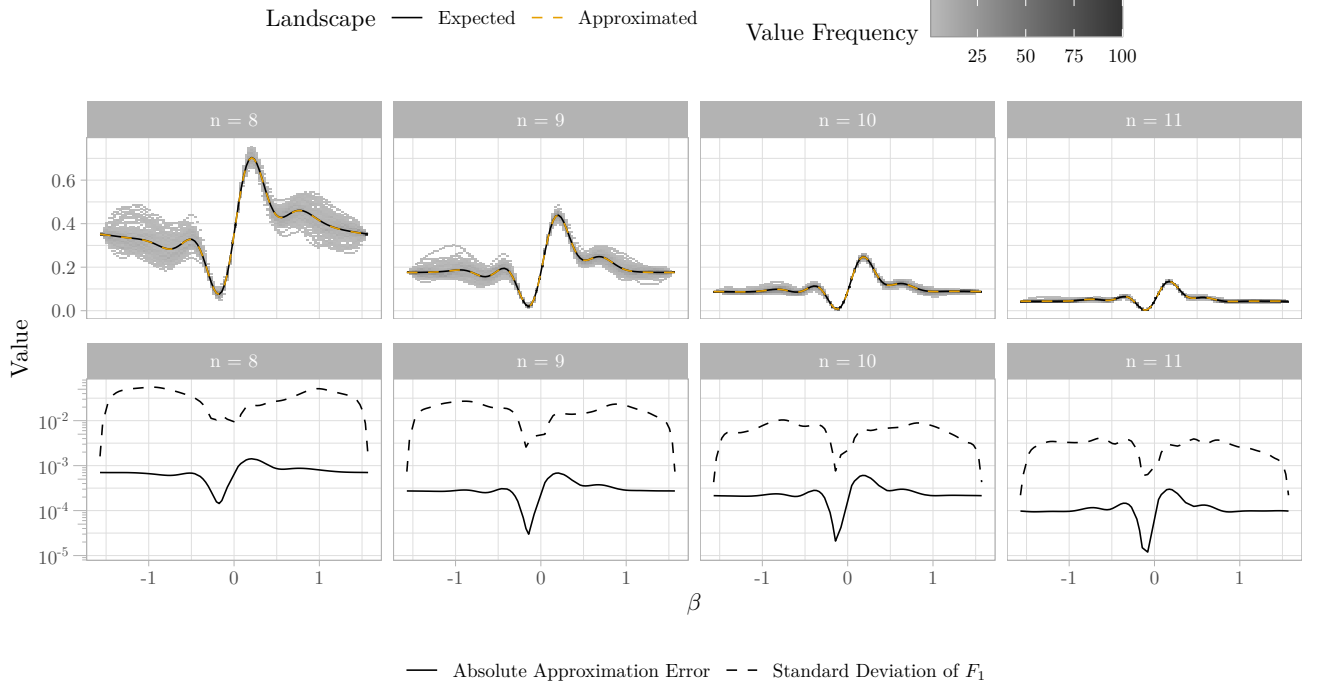 Landscape Expected Approximated
Value Frequency
25 50 75 100
n = 8 n = 9 n = 10 n = 11
0.6
0.4
0.2
0.0
Value
n = 8 n = 9 n = 10 n = 11
10⁻²
10⁻³
10⁻⁴
10⁻⁵
-1 0 1 -1 0 1 -1 0 1 -1 0 1
β
Absolute Approximation Error Standard Deviation of F₁